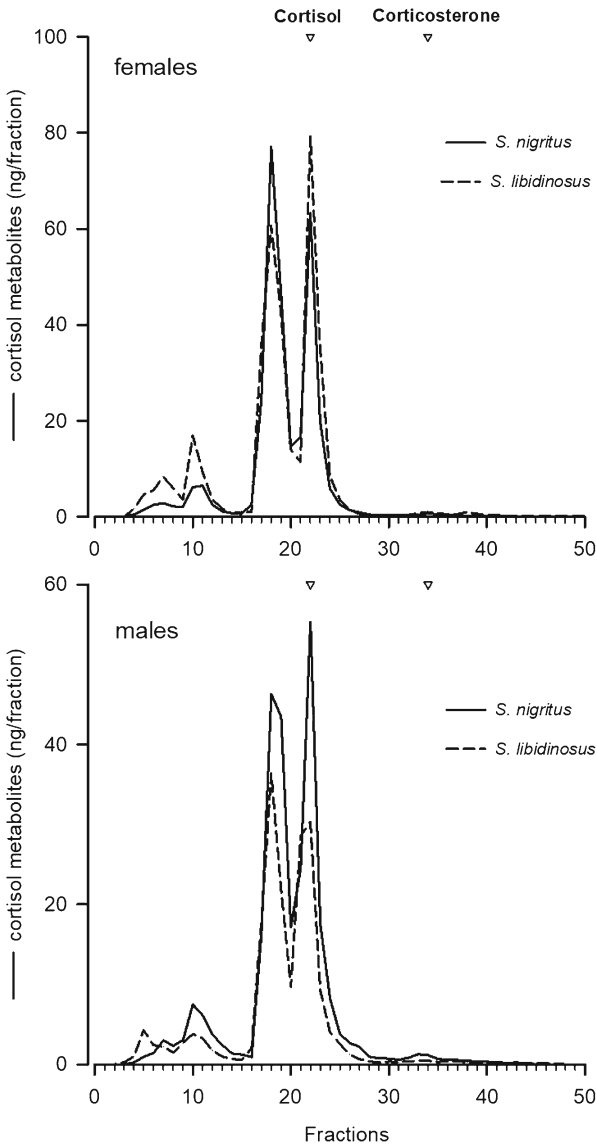 Cortisol Corticosterone
100
females
80
S. nigritus
S. libidinosus
60
40
20
0
cortisol metabolites (ng/fraction)
0 10 20 30 40 50
60
males
S. nigritus
S. libidinosus
40
20
0
cortisol metabolites (ng/fraction)
0 10 20 30 40 50
Fractions